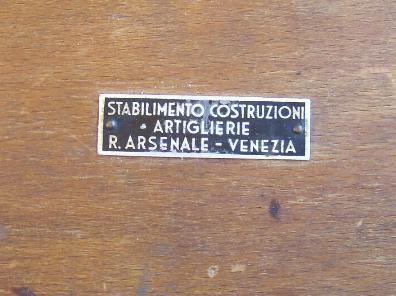 STABILIMENTO COSTRUZIONI
ARTIGLIERIE
R. ARSENALE - VENEZIA